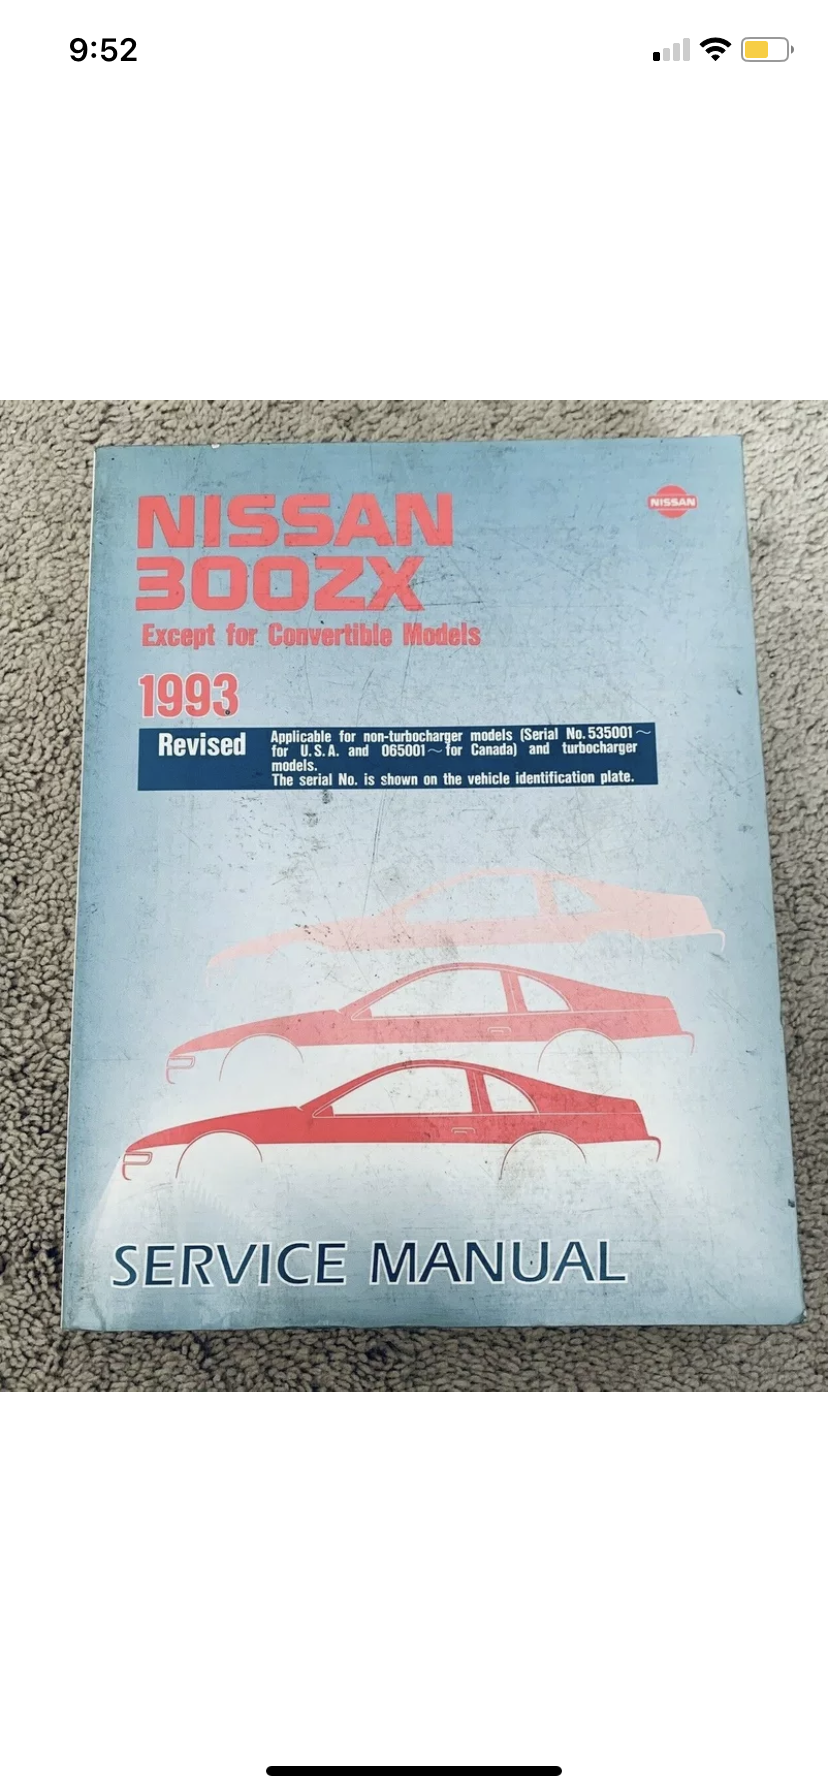 9:52
NISSAN
NISSAN
300ZX
Except for Convertible Models
1993
Revised
Applicable for non-turbocharger models (Serial No. 535001~
for U.S.A. and 065001~ for Canada) and turbocharger
models.
The serial No. is shown on the vehicle identification plate.
SERVICE MANUAL